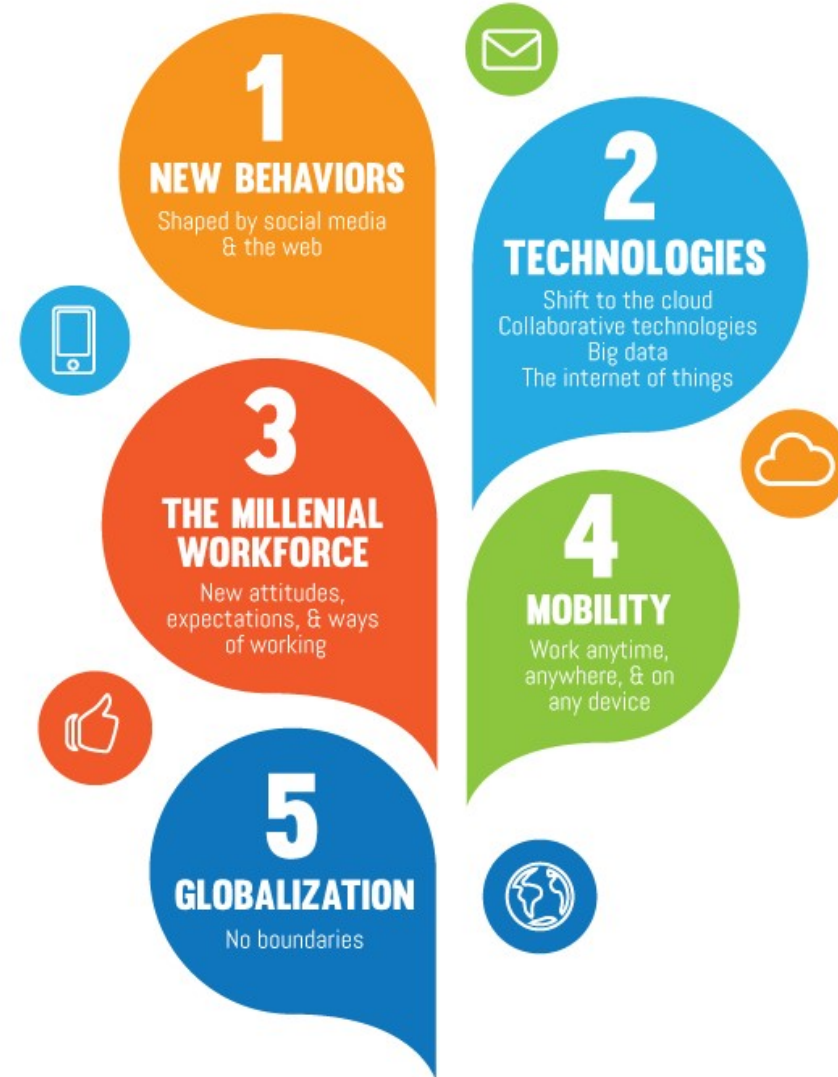 1
NEW BEHAVIORS
Shaped by social media
& the web
2
TECHNOLOGIES
Shift to the cloud
Collaborative technologies
Big data
The internet of things
3
THE MILLENIAL
WORKFORCE
New attitudes,
expectations, & ways
of working
4
MOBILITY
Work anytime,
anywhere, & on
any device
5
GLOBALIZATION
No boundaries